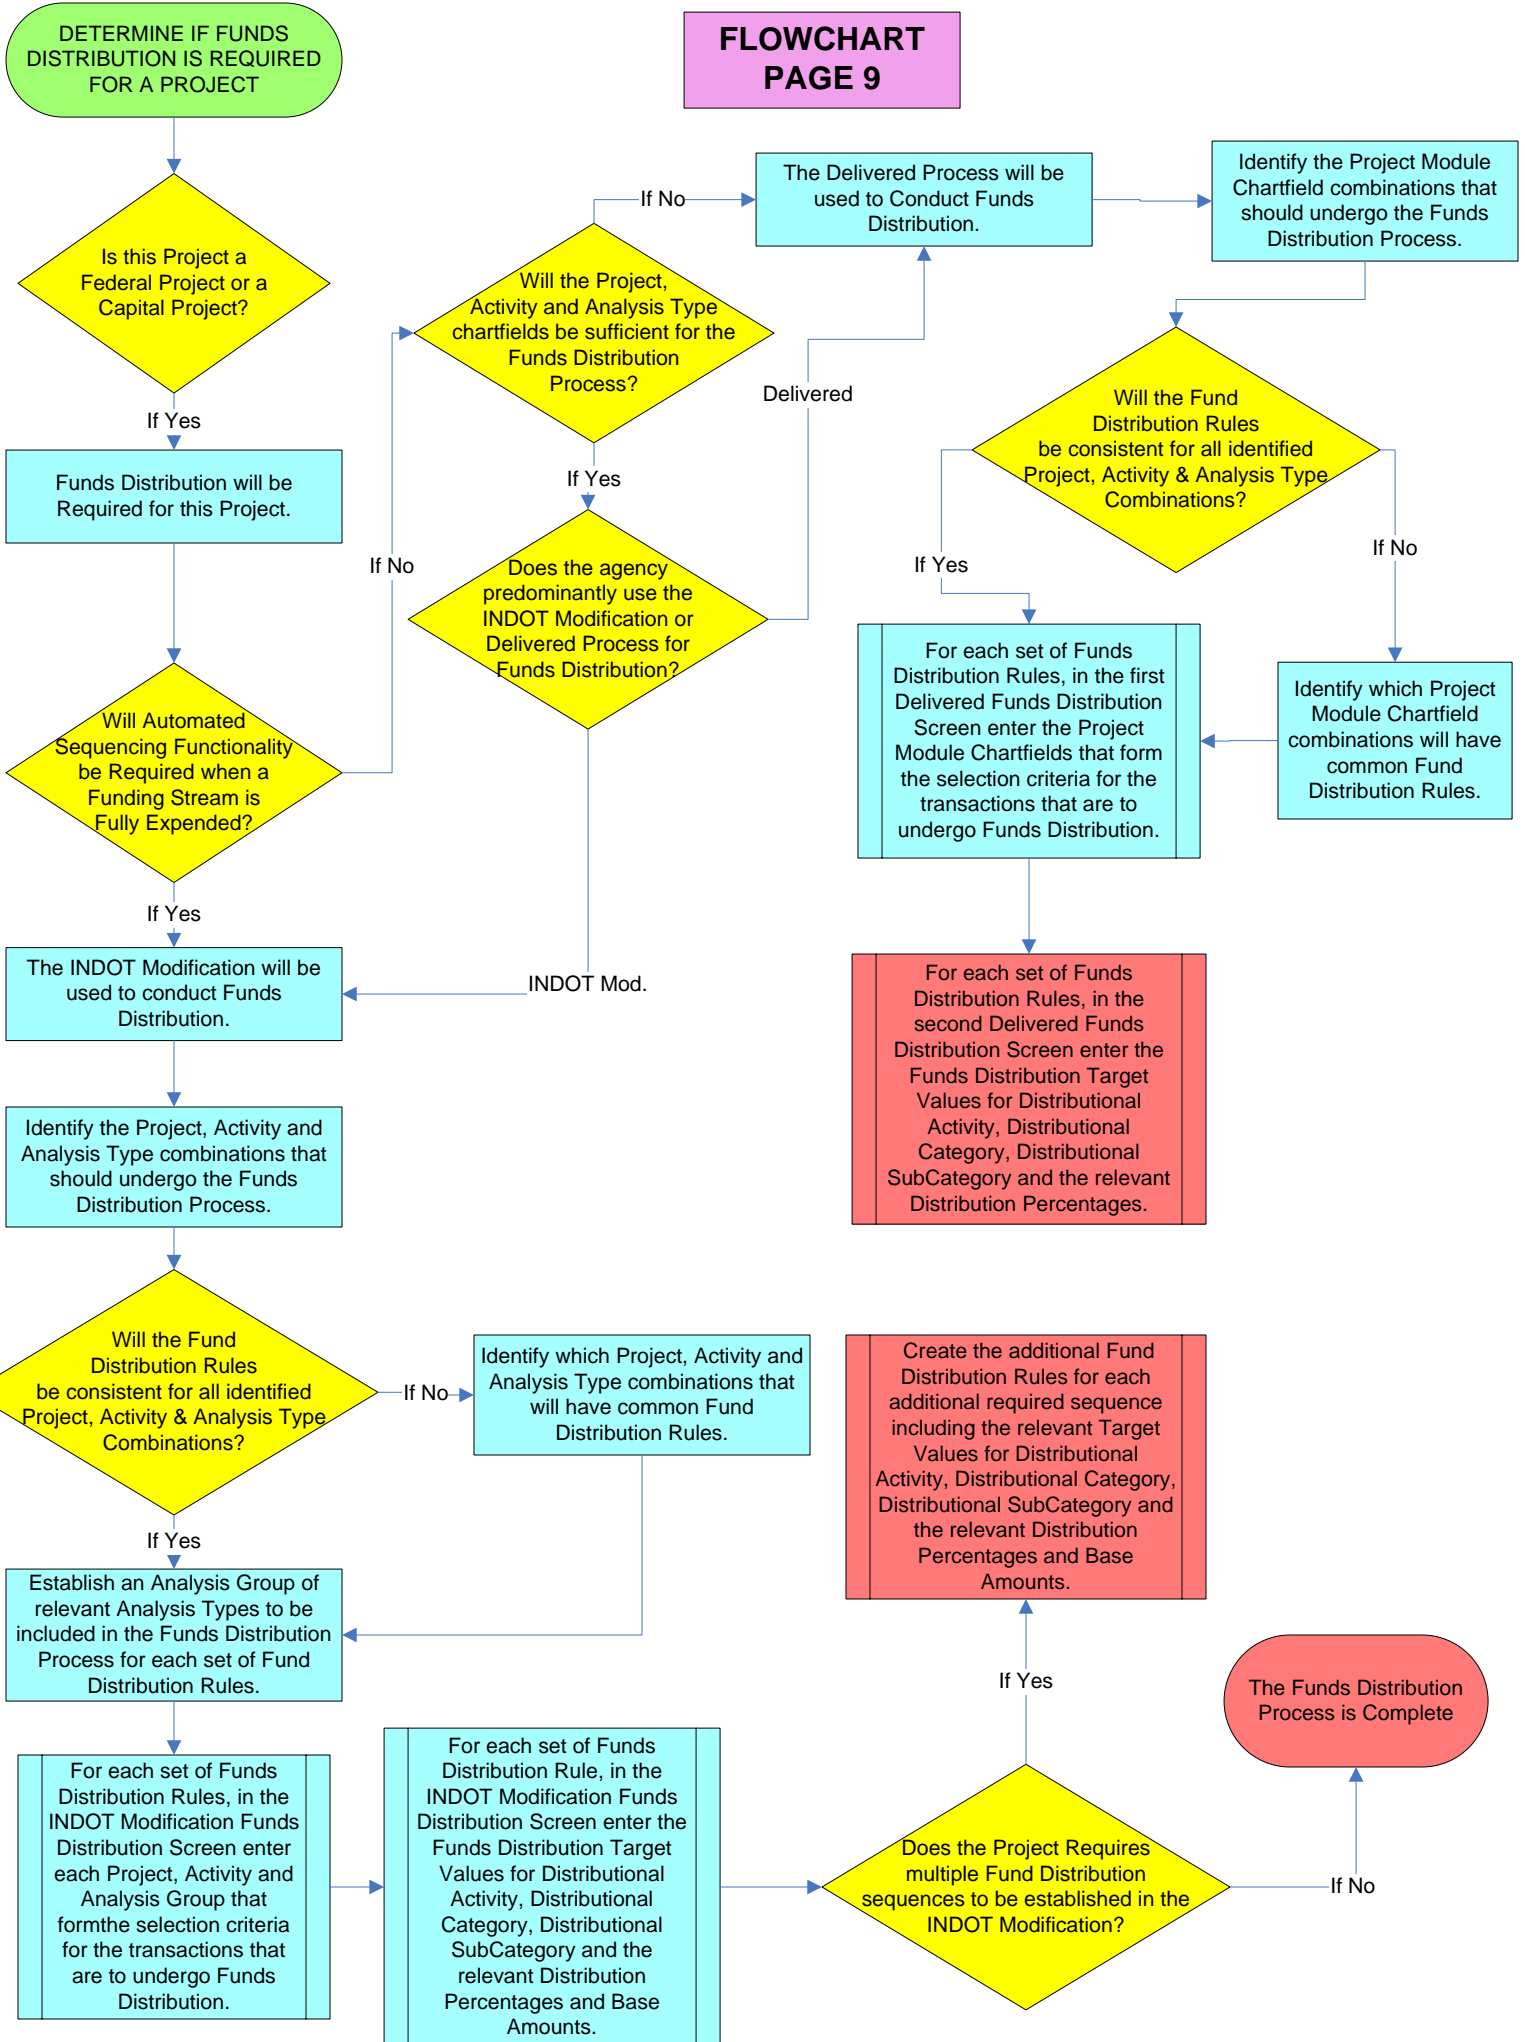 DETERMINE IF FUNDS
DISTRIBUTION IS REQUIRED
FOR A PROJECT
FLOWCHART
PAGE 9
Is this Project a
Federal Project or a
Capital Project?
If Yes
Funds Distribution will be
Required for this Project.
Will Automated
Sequencing Functionality
be Required when a
Funding Stream is
Fully Expended?
If No
If Yes
Will the Project,
Activity and Analysis Type
chartfields be sufficient for the
Funds Distribution
Process?
If No
If Yes
Does the agency
predominantly use the
INDOT Modification or
Delivered Process for
Funds Distribution?
Delivered
INDOT Mod.
The Delivered Process will be
used to Conduct Funds
Distribution.
Identify the Project Module
Chartfield combinations that
should undergo the Funds
Distribution Process.
Will the Fund
Distribution Rules
be consistent for all identified
Project, Activity & Analysis Type
Combinations?
If Yes
If No
Identify which Project
Module Chartfield
combinations will have
common Fund
Distribution Rules.
For each set of Funds
Distribution Rules, in the first
Delivered Funds Distribution
Screen enter the Project
Module Chartfields that form
the selection criteria for the
transactions that are to
undergo Funds Distribution.
For each set of Funds
Distribution Rules, in the
second Delivered Funds
Distribution Screen enter the
Funds Distribution Target
Values for Distributional
Activity, Distributional
Category, Distributional
SubCategory and the relevant
Distribution Percentages.
The INDOT Modification will be
used to conduct Funds
Distribution.
Identify the Project, Activity and
Analysis Type combinations that
should undergo the Funds
Distribution Process.
Will the Fund
Distribution Rules
be consistent for all identified
Project, Activity & Analysis Type
Combinations?
If No
If Yes
Identify which Project, Activity and
Analysis Type combinations that
will have common Fund
Distribution Rules.
Establish an Analysis Group of
relevant Analysis Types to be
included in the Funds Distribution
Process for each set of Fund
Distribution Rules.
For each set of Funds
Distribution Rules, in the
INDOT Modification Funds
Distribution Screen enter
each Project, Activity and
Analysis Group that
formthe selection criteria
for the transactions that
are to undergo Funds
Distribution.
For each set of Funds
Distribution Rule, in the
INDOT Modification Funds
Distribution Screen enter the
Funds Distribution Target
Values for Distributional
Activity, Distributional
Category, Distributional
SubCategory and the
relevant Distribution
Percentages and Base
Amounts.
Does the Project Requires
multiple Fund Distribution
sequences to be established in the
INDOT Modification?
If Yes
If No
Create the additional Fund
Distribution Rules for each
additional required sequence
including the relevant Target
Values for Distributional
Activity, Distributional Category,
Distributional SubCategory and
the relevant Distribution
Percentages and Base
Amounts.
The Funds Distribution
Process is Complete